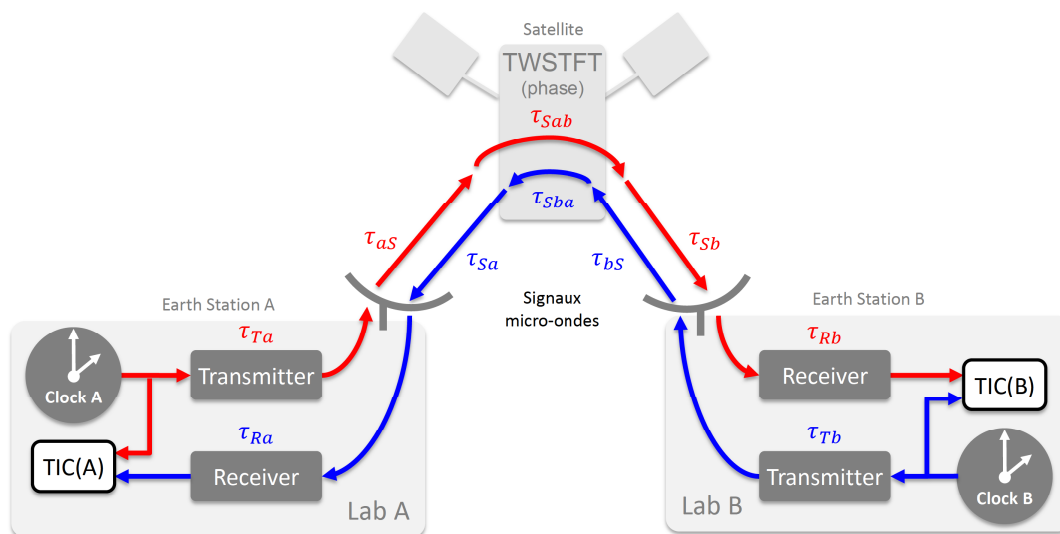 Satellite
TWSTFT
(phase)
τSab
τSba
τaS
τSa
τbS
τSb
Signaux
micro-ondes
Earth Station A
τTa
Clock A
Transmitter
τRa
TIC(A)
Receiver
Lab A
Earth Station B
τRb
Receiver
TIC(B)
τTb
Transmitter
Clock B
Lab B